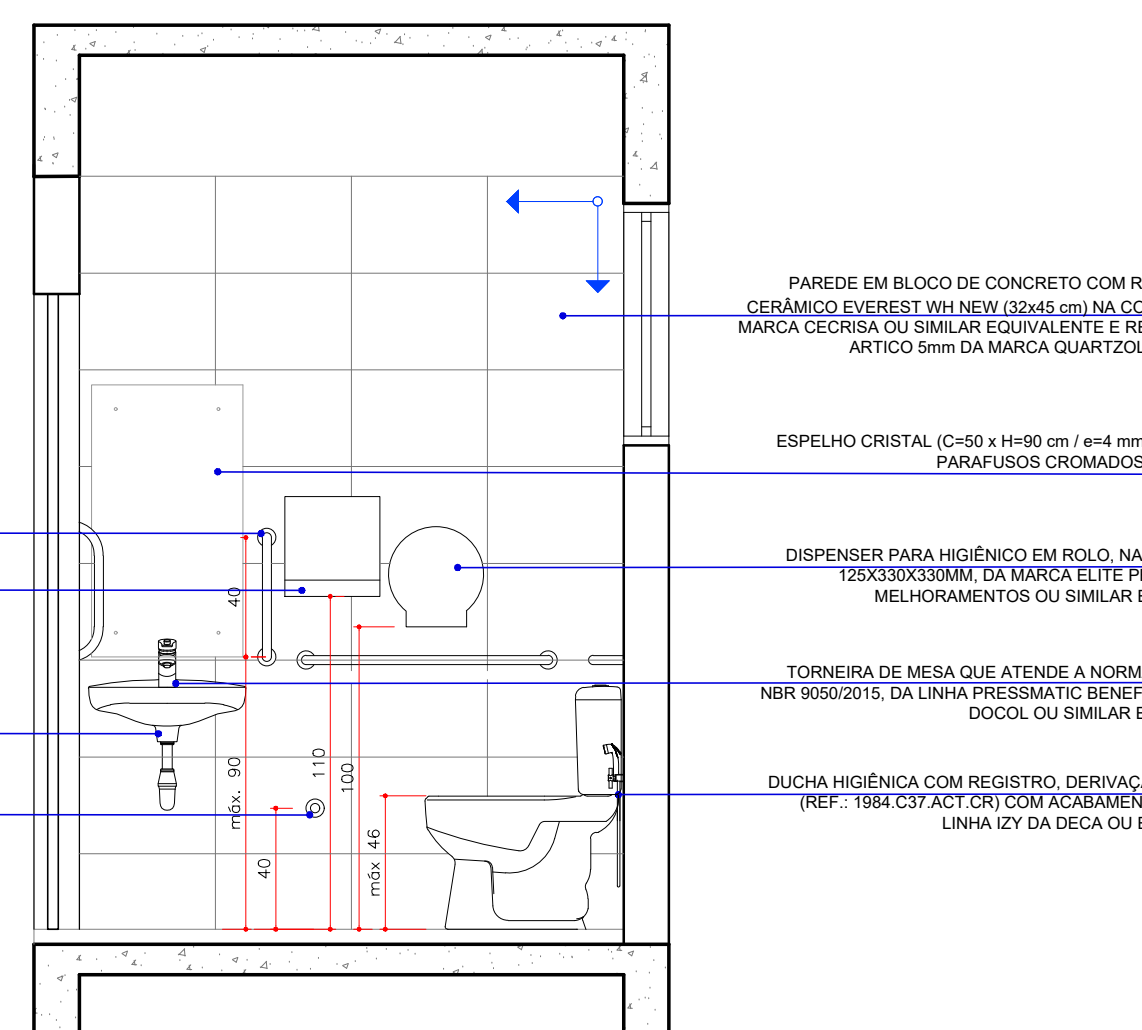 PAREDE EM BLOCO DE CONCRETO COM R
CERÂMICO EVEREST WH NEW (32x45 cm) NA CO
MARCA CECRISA OU SIMILAR EQUIVALENTE E RE
ARTICO 5mm DA MARCA QUARTZOL
ESPELHO CRISTAL (C=50 x H=90 cm / e=4 mm
PARAFUSOS CROMADOS
DISPENSER PARA HIGIÊNICO EM ROLO, NA
125X330X330MM, DA MARCA ELITE P
MELHORAMENTOS OU SIMILAR E
TORNEIRA DE MESA QUE ATENDE A NORMA
NBR 9050/2015, DA LINHA PRESSMATIC BENEF
DOCOL OU SIMILAR E
DUCHA HIGIÊNICA COM REGISTRO, DERIVAÇÃ
(REF.: 1984.C37.ACT.CR) COM ACABAMEN
LINHA IZY DA DECA OU E
40
máx. 90
40
110
100
máx 46